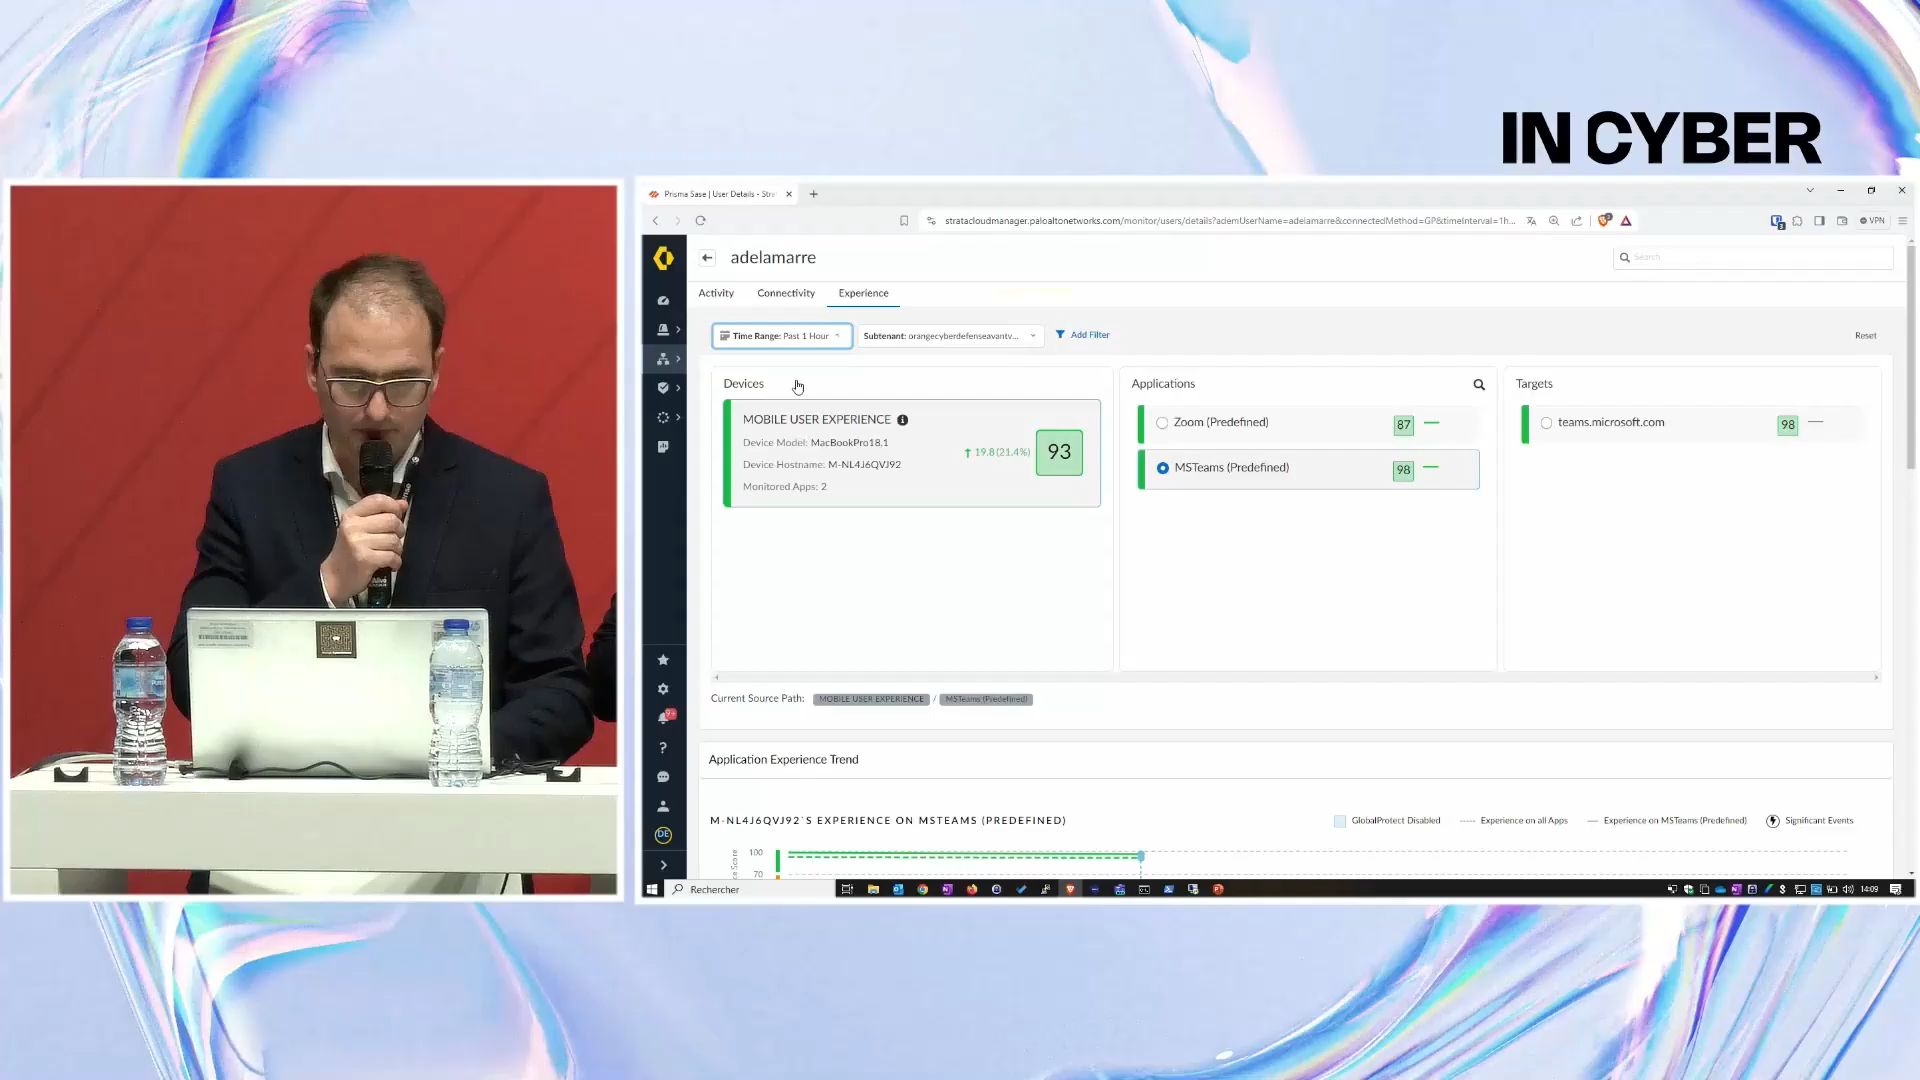 IN CYBER
Prisma Sase | User Details - Stra
stratacloudmanager.paloaltonetworks.com/monitor/users/details?ademUserName=adelamarre&connectedMethod=GP&timeInterval=1h...
VPN
adelamarre
Search
Activity
Connectivity
Experience
Time Range: Past 1 Hour
Subtenant: orangecyberdefenseavantv...
Add Filter
Reset
Devices
MOBILE USER EXPERIENCE
Device Model: MacBookPro18,1
Device Hostname: M-NL4J6QVJ92
Monitored Apps: 2
19.8 (21.4%)
93
Applications
Zoom (Predefined)
87
MSTeams (Predefined)
98
Targets
teams.microsoft.com
98
Current Source Path: MOBILE USER EXPERIENCE / MSTeams (Predefined)
Application Experience Trend
M-NL4J6QVJ92`S EXPERIENCE ON MSTEAMS (PREDEFINED)
GlobalProtect Disabled
Experience on all Apps
Experience on MSTeams (Predefined)
Significant Events
100
70
DE
Rechercher
14:09